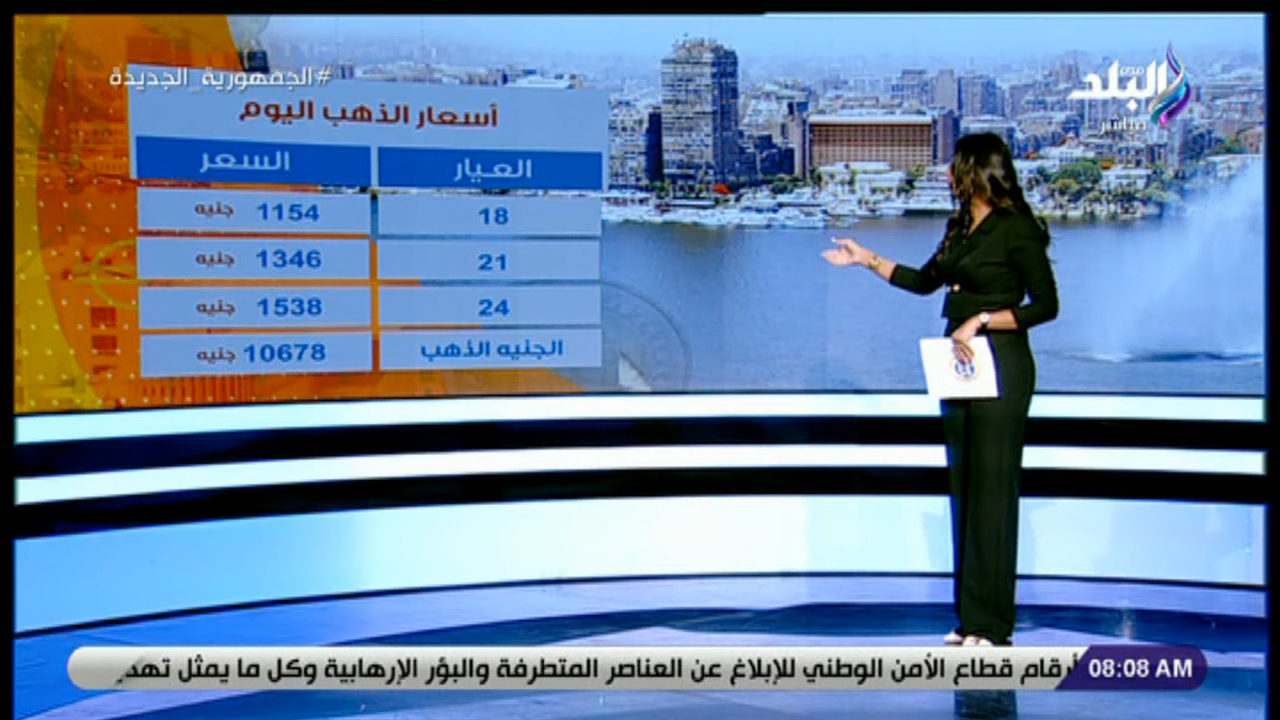 #الجمهورية_الجديدة
مصر
البلد
مباشر
أسعار الذهب اليوم
العيار السعر
18 1154 جنيه
21 1346 جنيه
24 1538 جنيه
الجنيه الذهب 10678 جنيه
08:08 AM
أرقام قطاع الأمن الوطني للإبلاغ عن العناصر المتطرفة والبؤر الإرهابية وكل ما يمثل